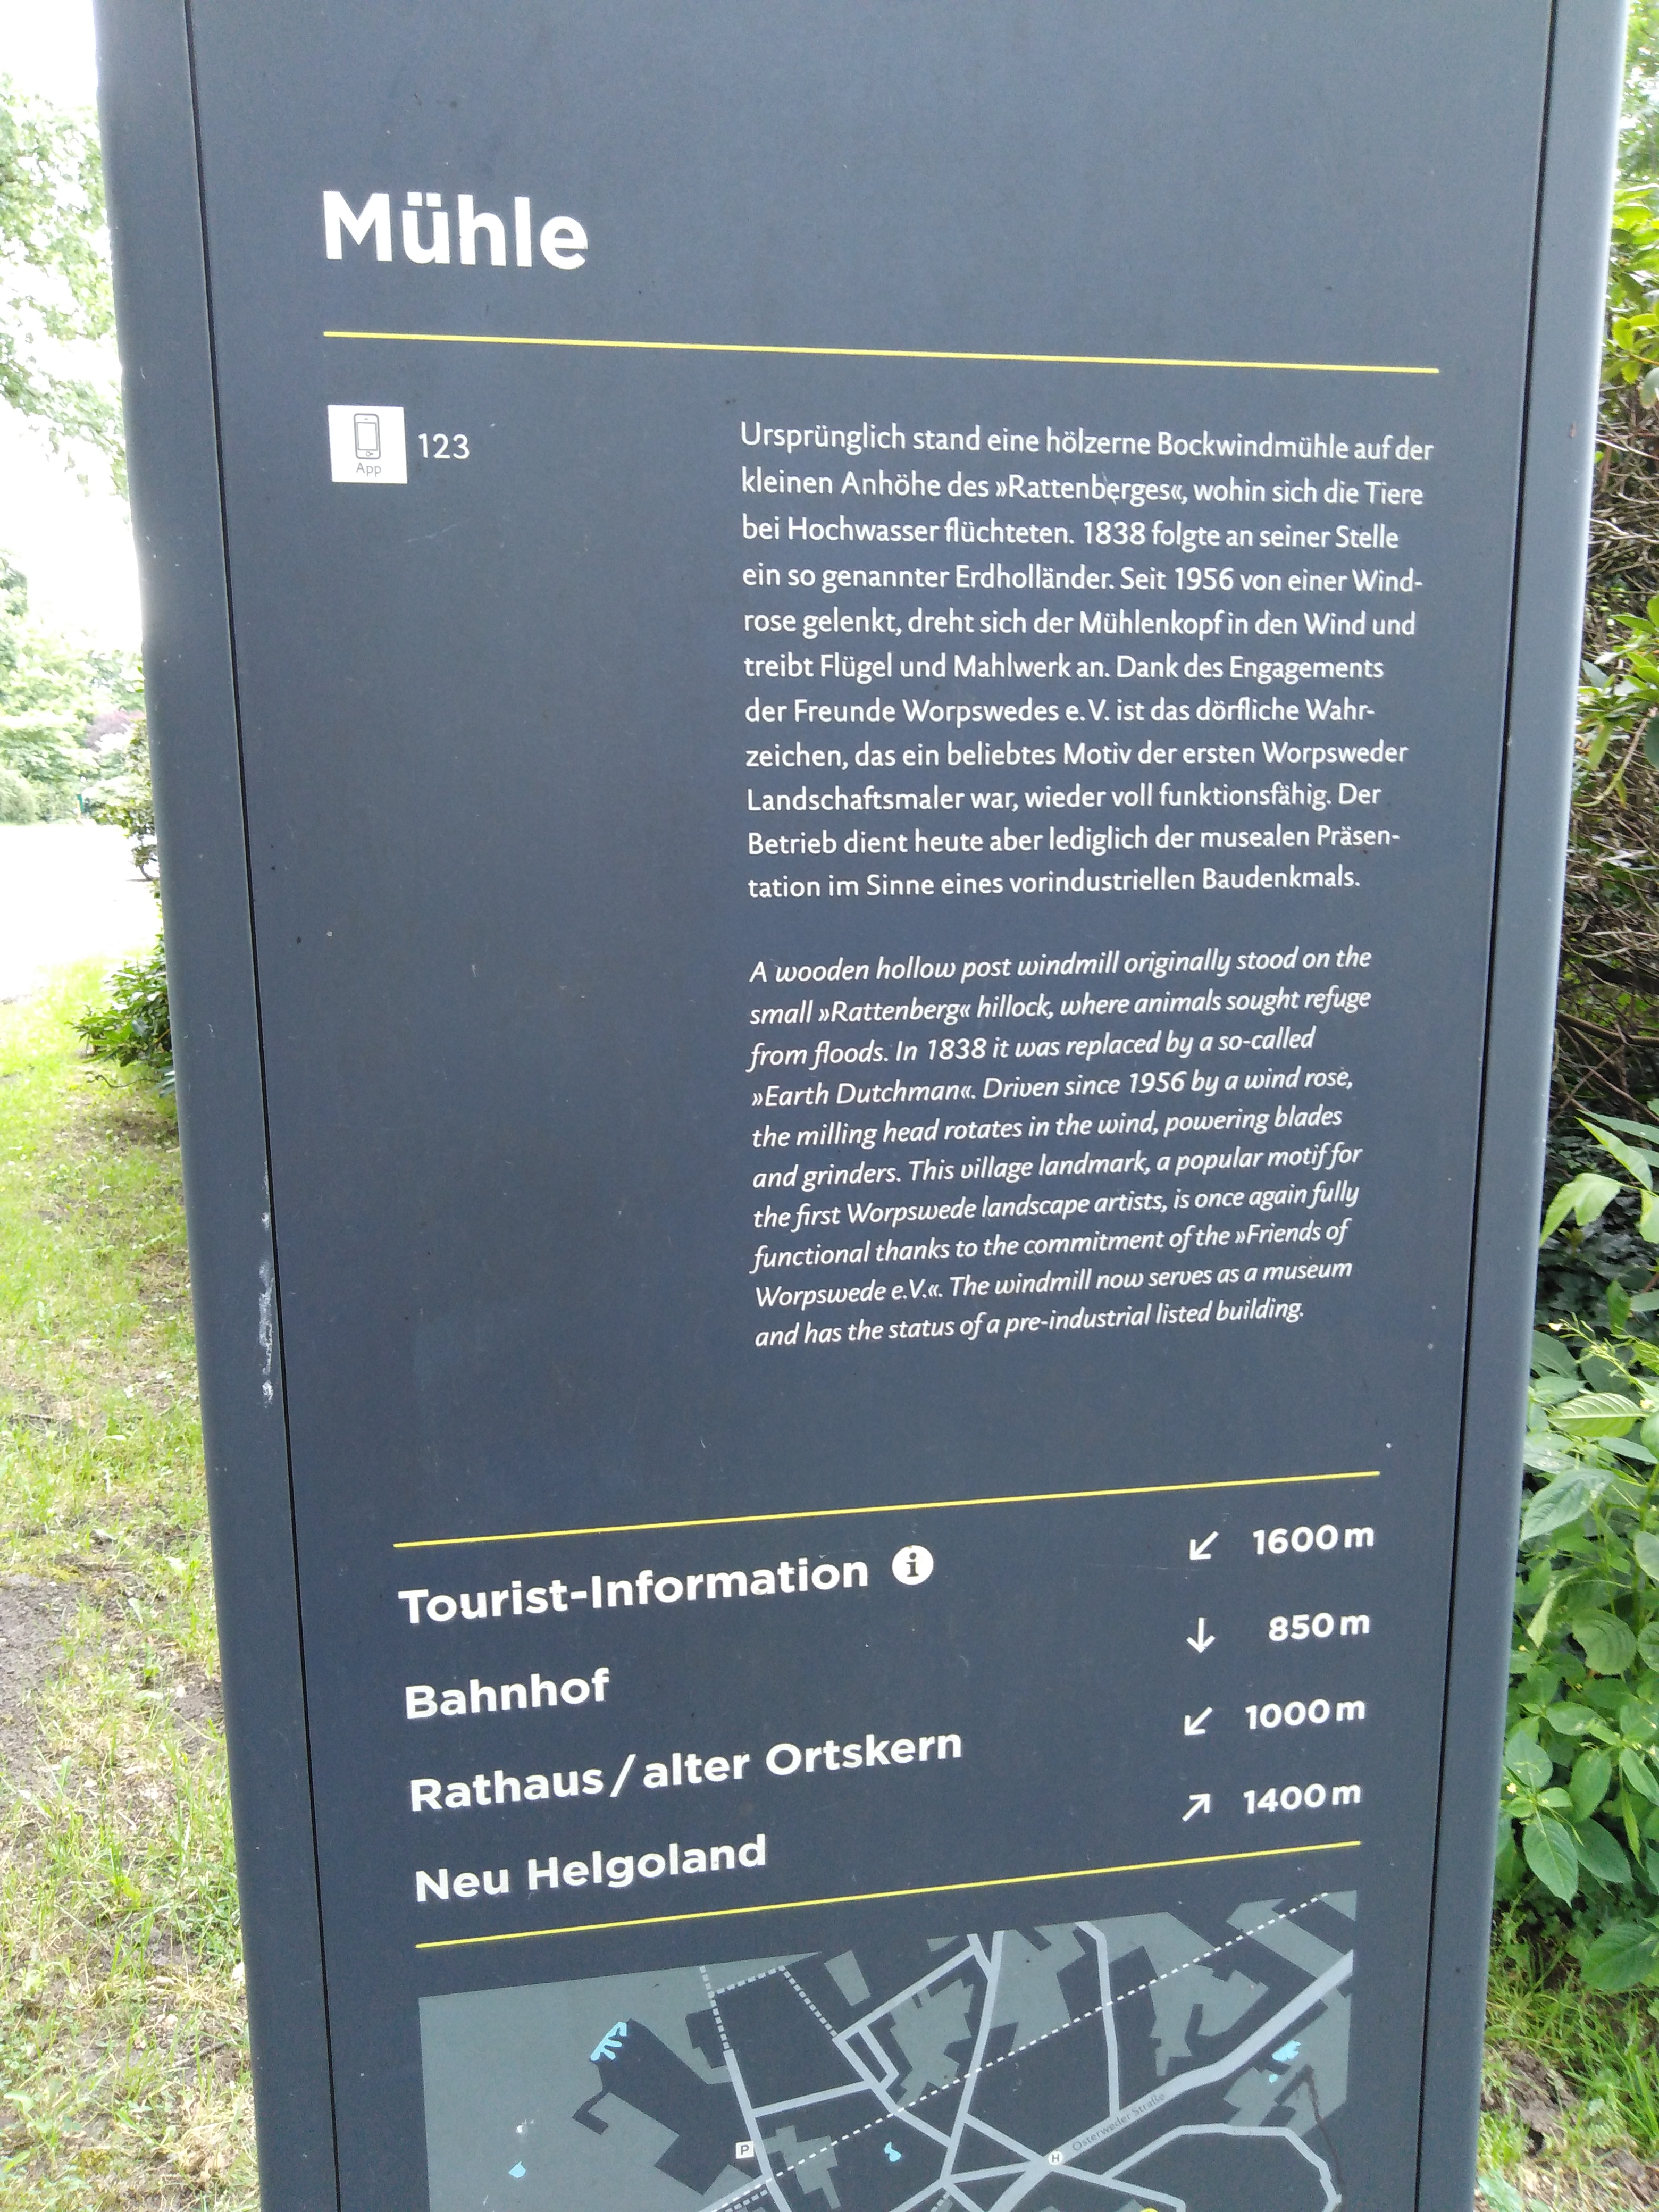 Mühle
App
123
Ursprünglich stand eine hölzerne Bockwindmühle auf der
kleinen Anhöhe des »Rattenberges«, wohin sich die Tiere
bei Hochwasser flüchteten. 1838 folgte an seiner Stelle
ein so genannter Erdholländer. Seit 1956 von einer Wind-
rose gelenkt, dreht sich der Mühlenkopf in den Wind und
treibt Flügel und Mahlwerk an. Dank des Engagements
der Freunde Worpswedes e.V. ist das dörfliche Wahr-
zeichen, das ein beliebtes Motiv der ersten Worpsweder
Landschaftsmaler war, wieder voll funktionsfähig. Der
Betrieb dient heute aber lediglich der musealen Präsen-
tation im Sinne eines vorindustriellen Baudenkmals.
A wooden hollow post windmill originally stood on the
small »Rattenberg« hillock, where animals sought refuge
from floods. In 1838 it was replaced by a so-called
»Earth Dutchman«. Driven since 1956 by a wind rose,
the milling head rotates in the wind, powering blades
and grinders. This village landmark, a popular motif for
the first Worpswede landscape artists, is once again fully
functional thanks to the commitment of the »Friends of
Worpswede e.V.«. The windmill now serves as a museum
and has the status of a pre-industrial listed building.
Tourist-Information i ↙ 1600 m
Bahnhof ↓ 850 m
Rathaus / alter Ortskern ↙ 1000 m
Neu Helgoland ↗ 1400 m
Osterweder Straße
H
P